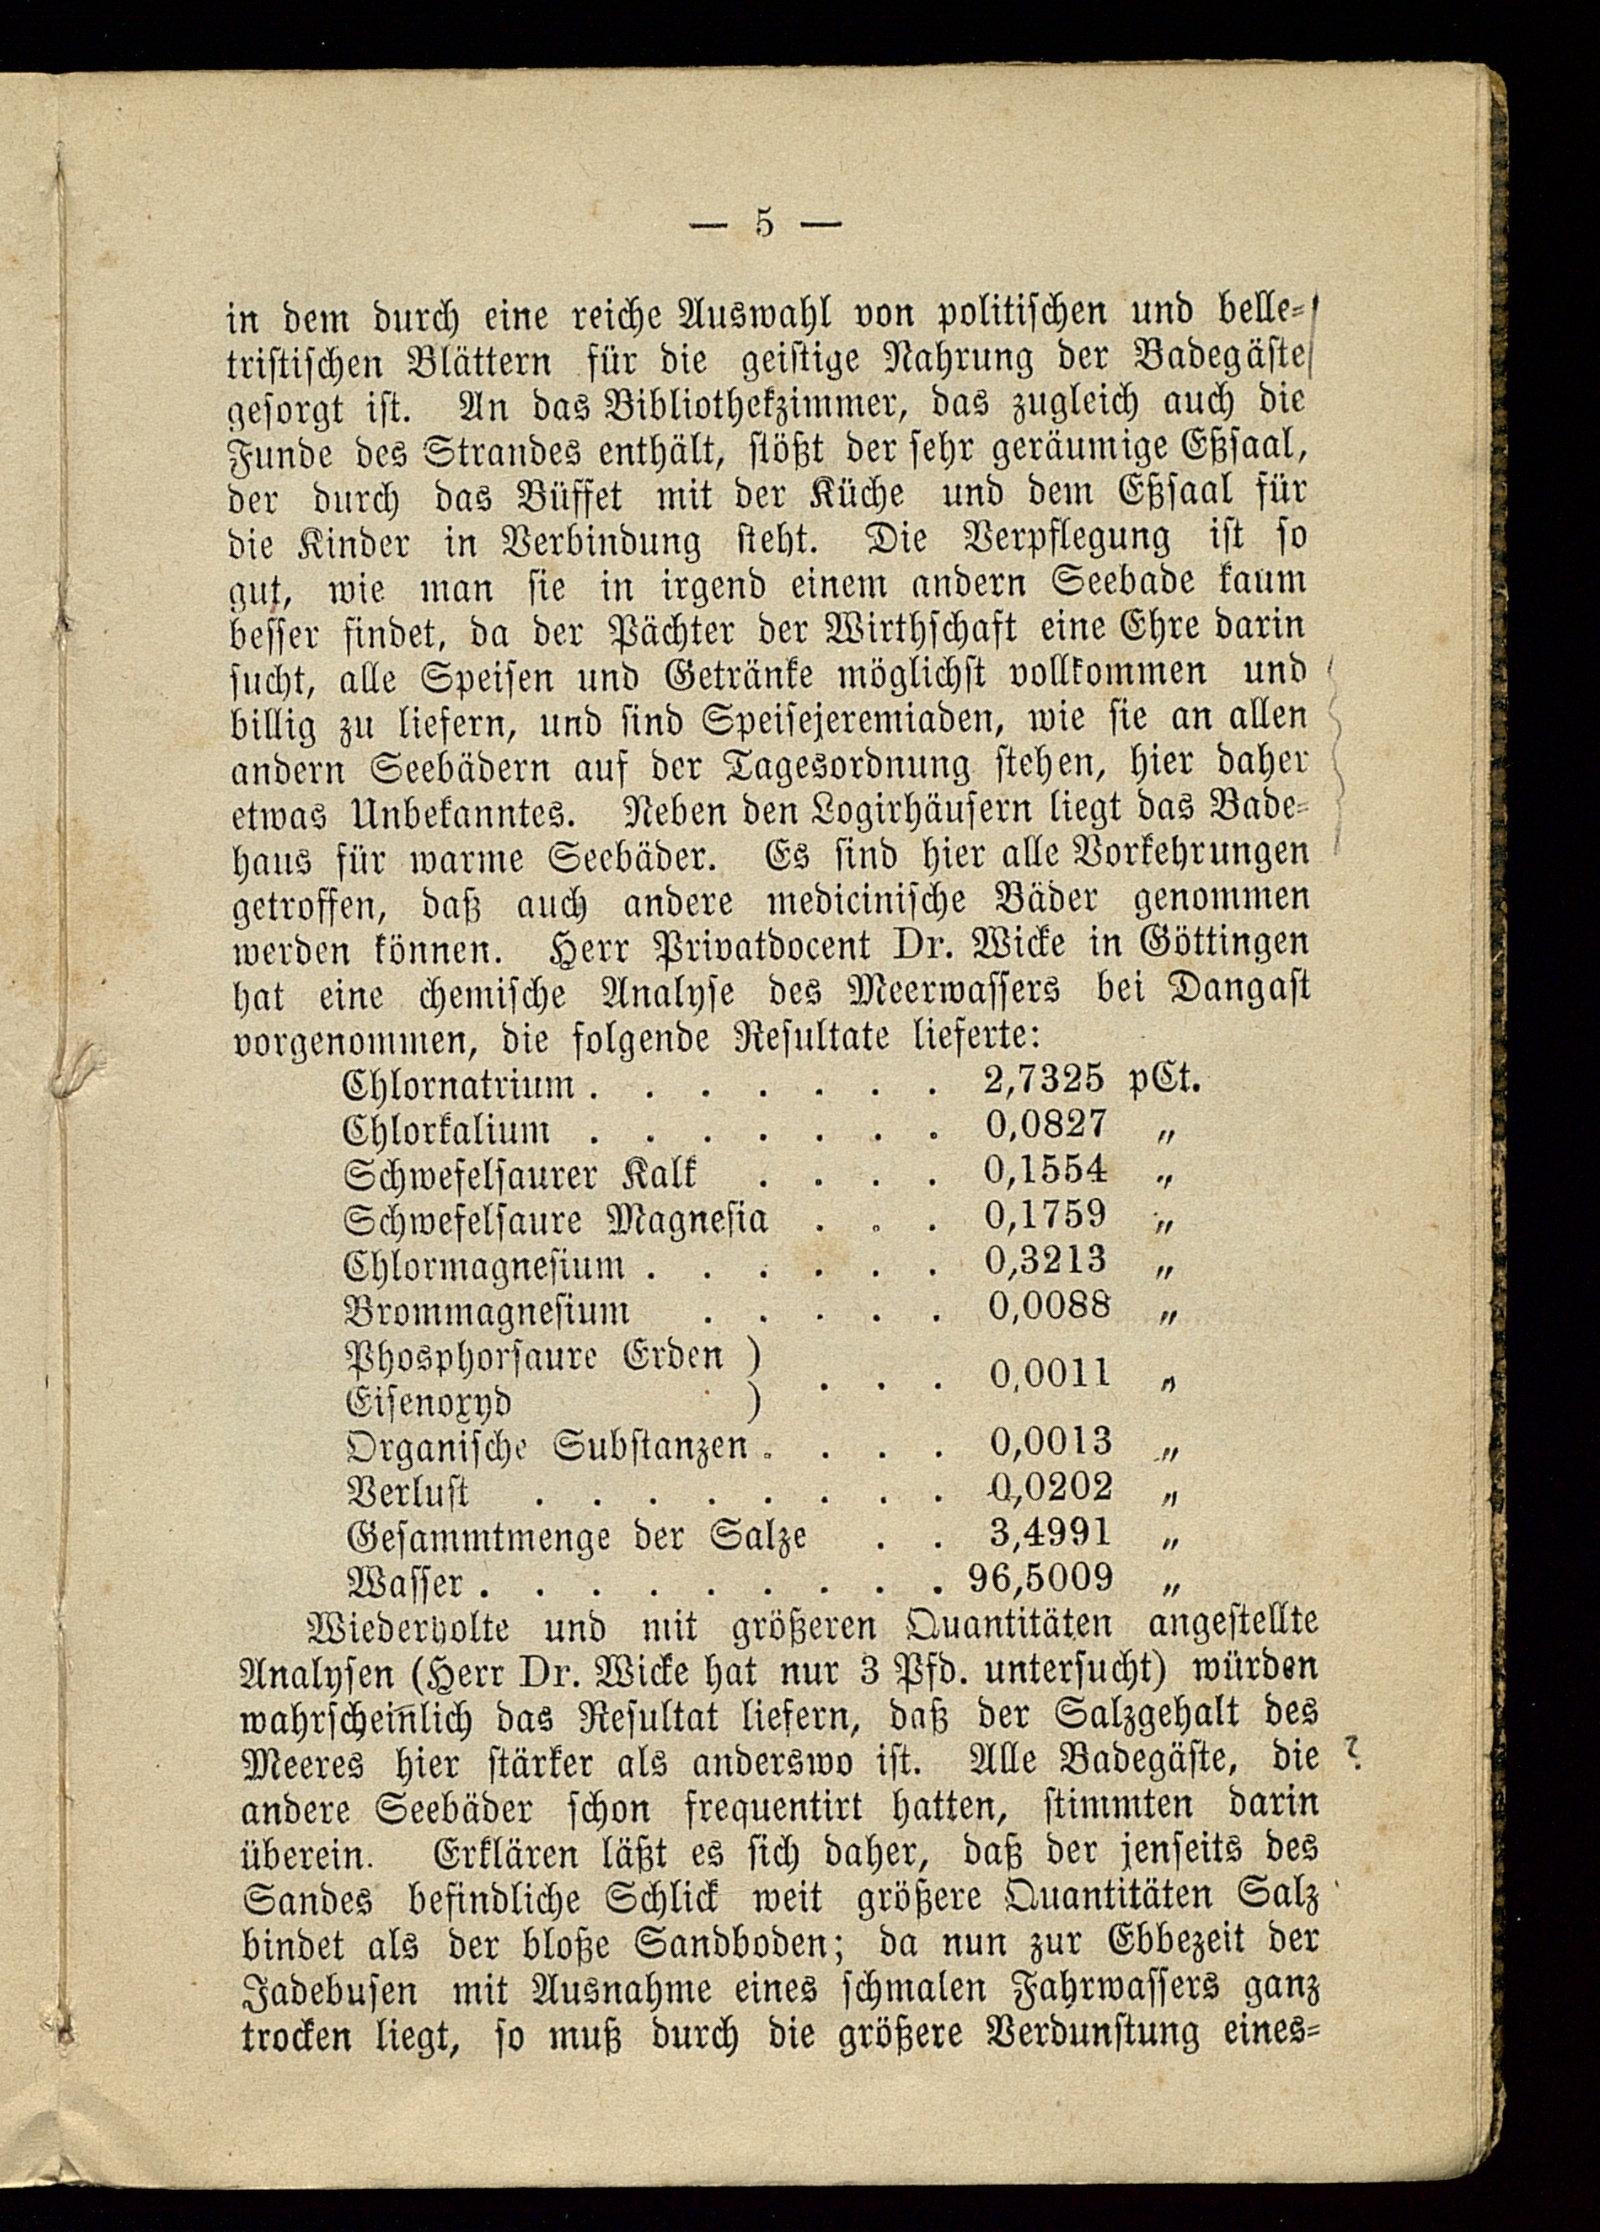 — 5 —
in dem durch eine reiche Auswahl von politischen und belle-
tristischen Blättern für die geistige Nahrung der Badegäste
gesorgt ist. An das Bibliothekzimmer, das zugleich auch die
Funde des Strandes enthält, stößt der sehr geräumige Eßsaal,
der durch das Büffet mit der Küche und dem Eßsaal für
die Kinder in Verbindung steht. Die Verpflegung ist so
gut, wie man sie in irgend einem andern Seebade kaum
besser findet, da der Pächter der Wirthschaft eine Ehre darin
sucht, alle Speisen und Getränke möglichst vollkommen und
billig zu liefern, und sind Speisejeremiaden, wie sie an allen
andern Seebädern auf der Tagesordnung stehen, hier daher
etwas Unbekanntes. Neben den Logirhäusern liegt das Bade-
haus für warme Seebäder. Es sind hier alle Vorkehrungen
getroffen, daß auch andere medicinische Bäder genommen
werden können. Herr Privatdocent Dr. Wicke in Göttingen
hat eine chemische Analyse des Meerwassers bei Dangast
vorgenommen, die folgende Resultate lieferte:
Chlornatrium . . . . . . . 2,7325 pCt.
Chlorkalium . . . . . . . 0,0827 „
Schwefelsaurer Kalk . . . . 0,1554 „
Schwefelsaure Magnesia . . . 0,1759 „
Chlormagnesium . . . . . . 0,3213 „
Brommagnesium . . . . . 0,0088 „
Phosphorsaure Erden )
. . . 0,0011 „
Eisenoxyd )
Organische Substanzen . . . . 0,0013 „
Verlust . . . . . . . . 0,0202 „
Gesammtmenge der Salze . . 3,4991 „
Wasser . . . . . . . . . 96,5009 „
Wiederholte und mit größeren Quantitäten angestellte
Analysen (Herr Dr. Wicke hat nur 3 Pfd. untersucht) würden
wahrscheinlich das Resultat liefern, daß der Salzgehalt des
Meeres hier stärker als anderswo ist. Alle Badegäste, die ?
andere Seebäder schon frequentirt hatten, stimmten darin
überein. Erklären läßt es sich daher, daß der jenseits des
Sandes befindliche Schlick weit größere Quantitäten Salz
bindet als der bloße Sandboden; da nun zur Ebbezeit der
Jadebusen mit Ausnahme eines schmalen Fahrwassers ganz
trocken liegt, so muß durch die größere Verdunstung eines-